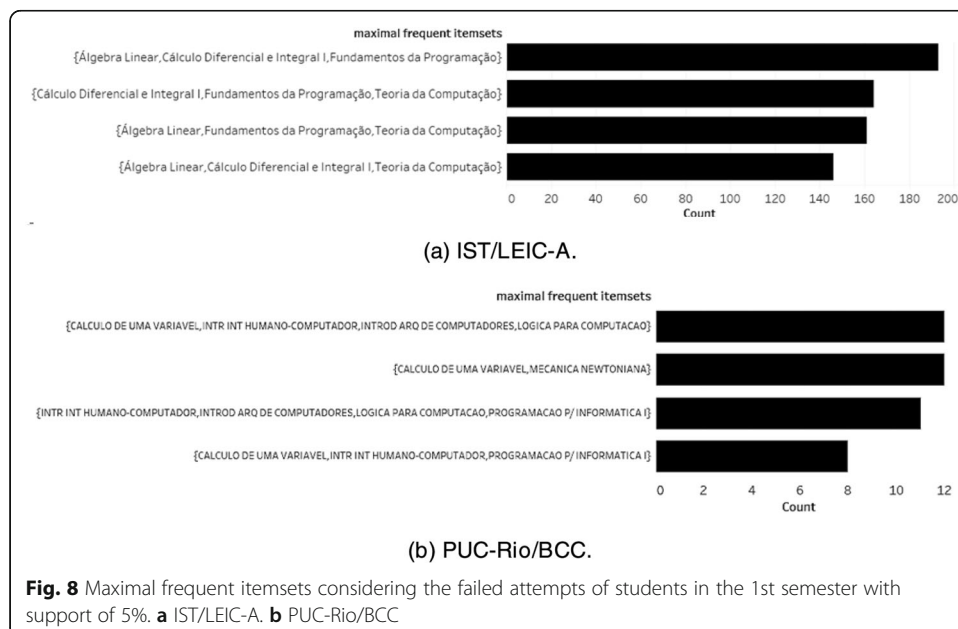 maximal frequent itemsets
{Álgebra Linear,Cálculo Diferencial e Integral I,Fundamentos da Programação}
{Cálculo Diferencial e Integral I,Fundamentos da Programação,Teoria da Computação}
{Álgebra Linear,Fundamentos da Programação,Teoria da Computação}
{Álgebra Linear,Cálculo Diferencial e Integral I,Teoria da Computação}
0 20 40 60 80 100 120 140 160 180 200
Count
(a) IST/LEIC-A.
maximal frequent itemsets
{CALCULO DE UMA VARIAVEL,INTR INT HUMANO-COMPUTADOR,INTROD ARQ DE COMPUTADORES,LOGICA PARA COMPUTACAO}
{CALCULO DE UMA VARIAVEL,MECANICA NEWTONIANA}
{INTR INT HUMANO-COMPUTADOR,INTROD ARQ DE COMPUTADORES,LOGICA PARA COMPUTACAO,PROGRAMACAO P/ INFORMATICA I}
{CALCULO DE UMA VARIAVEL,INTR INT HUMANO-COMPUTADOR,PROGRAMACAO P/ INFORMATICA I}
0 2 4 6 8 10 12
Count
(b) PUC-Rio/BCC.
Fig. 8 Maximal frequent itemsets considering the failed attempts of students in the 1st semester with
support of 5%. a IST/LEIC-A. b PUC-Rio/BCC